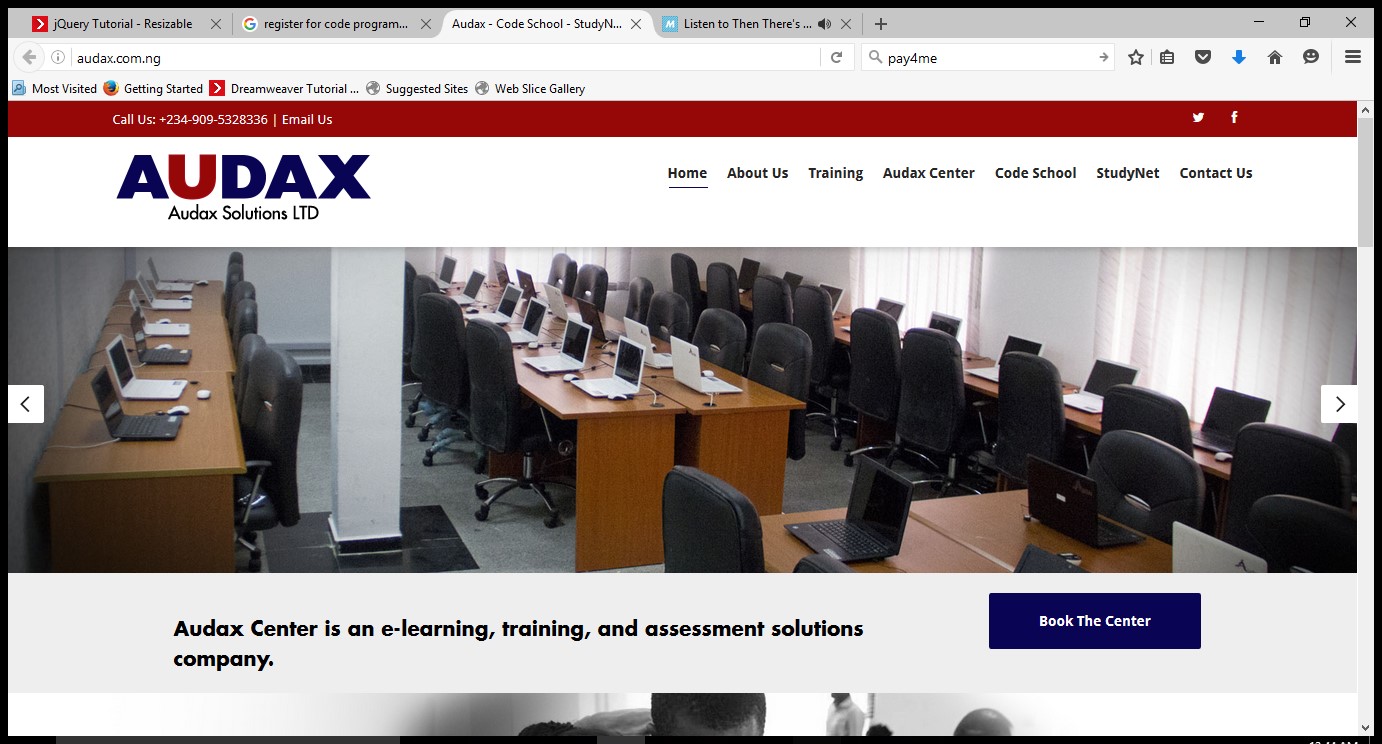 jQuery Tutorial - Resizable
register for code program...
Audax - Code School - StudyN...
Listen to Then There's ...
audax.com.ng
pay4me
Most Visited
Getting Started
Dreamweaver Tutorial ...
Suggested Sites
Web Slice Gallery
Call Us: +234-909-5328336 | Email Us
AUDAX
Audax Solutions LTD
Home About Us Training Audax Center Code School StudyNet Contact Us
Audax Center is an e-learning, training, and assessment solutions
company.
Book The Center